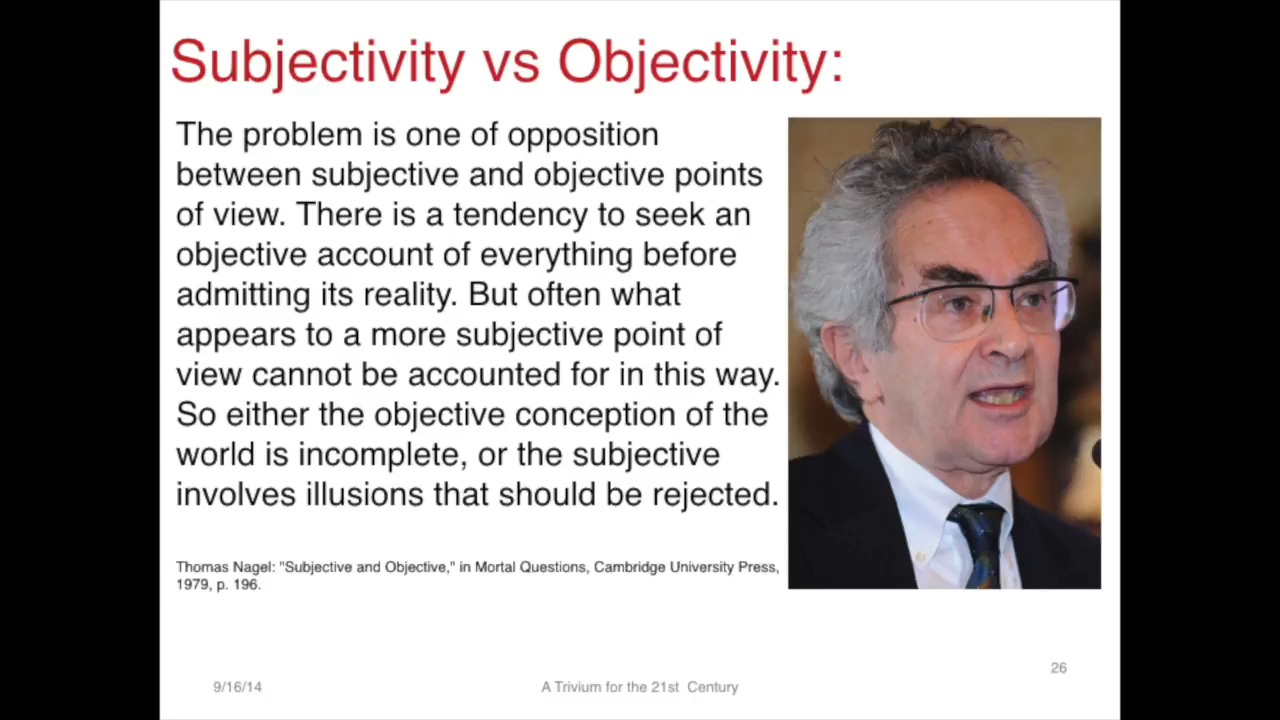 Subjectivity vs Objectivity:
The problem is one of opposition
between subjective and objective points
of view. There is a tendency to seek an
objective account of everything before
admitting its reality. But often what
appears to a more subjective point of
view cannot be accounted for in this way.
So either the objective conception of the
world is incomplete, or the subjective
involves illusions that should be rejected.
Thomas Nagel: "Subjective and Objective," in Mortal Questions, Cambridge University Press,
1979, p. 196.
26
9/16/14
A Trivium for the 21st  Century